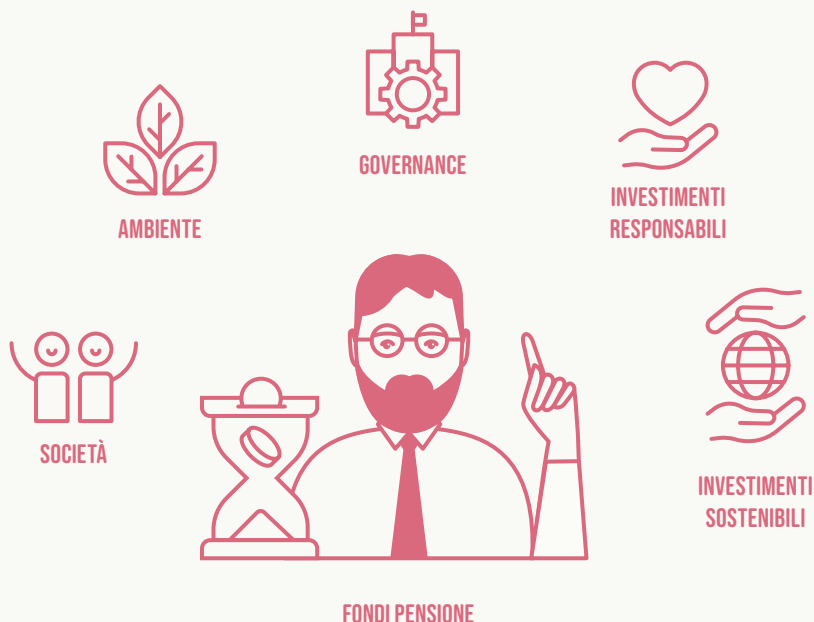 GOVERNANCE
AMBIENTE
INVESTIMENTI
RESPONSABILI
SOCIETÀ
INVESTIMENTI
SOSTENIBILI
FONDI PENSIONE